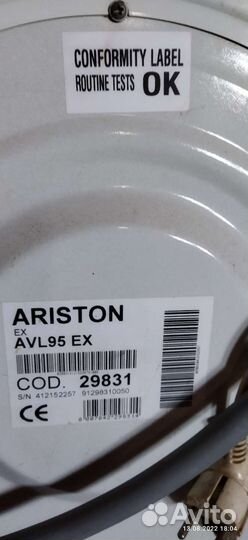 CONFORMITY LABEL
ROUTINE TESTS OK
ARISTON
EX
AVL95 EX
COD. 29831
S/N 412152257 91298310050
CE
Avito
13.08.2022 18:04